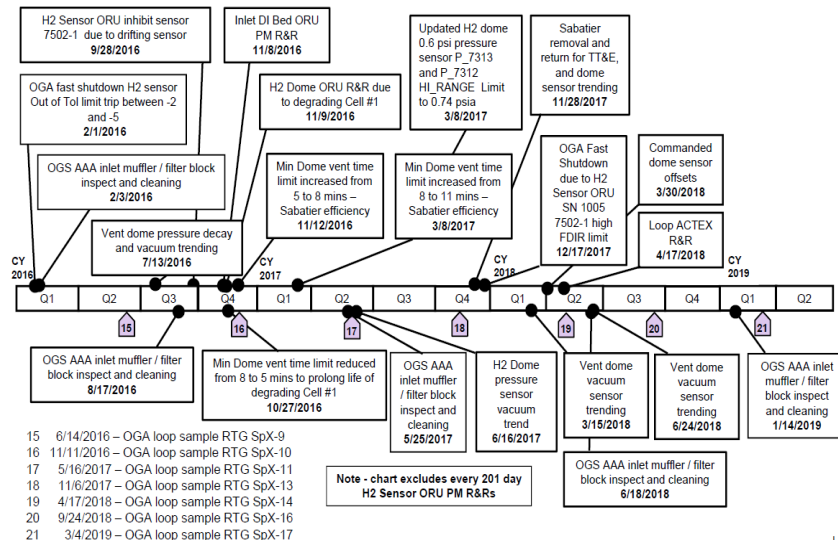 H2 Sensor ORU inhibit sensor
7502-1 due to drifting sensor
9/28/2016
Inlet DI Bed ORU
PM R&R
11/8/2016
Updated H2 dome
0.6 psi pressure
sensor P_7313
and P_7312
HI_RANGE Limit
to 0.74 psia
3/8/2017
Sabatier
removal and
return for TT&E,
and dome
sensor trending
11/28/2017
OGA fast shutdown H2 sensor
Out of Tol limit trip between -2
and -5
2/1/2016
H2 Dome ORU R&R due
to degrading Cell #1
11/9/2016
OGA Fast
Shutdown
due to H2
Sensor ORU
SN 1005
7502-1 high
FDIR limit
12/17/2017
Commanded
dome sensor
offsets
3/30/2018
OGS AAA inlet muffler / filter block
inspect and cleaning
2/3/2016
Min Dome vent time
limit increased from
5 to 8 mins –
Sabatier efficiency
11/12/2016
Min Dome vent time
limit increased from
8 to 11 mins –
Sabatier efficiency
3/8/2017
Vent dome pressure decay
and vacuum trending
7/13/2016
Loop ACTEX
R&R
4/17/2018
CY
2016
CY
2017
CY
2018
CY
2019
Q1 Q2 Q3 Q4 Q1 Q2 Q3 Q4 Q1 Q2 Q3 Q4 Q1 Q2
15 16 17 18 19 20 21
OGS AAA inlet muffler / filter
block inspect and cleaning
8/17/2016
Min Dome vent time limit reduced
from 8 to 5 mins to prolong life of
degrading Cell #1
10/27/2016
OGS AAA
inlet muffler
/ filter block
inspect and
cleaning
5/25/2017
H2 Dome
pressure
sensor
vacuum
trend
6/16/2017
Vent dome
vacuum
sensor
trending
3/15/2018
Vent dome
vacuum
sensor
trending
6/24/2018
OGS AAA inlet
muffler / filter
block inspect
and cleaning
1/14/2019
OGS AAA inlet muffler / filter
block inspect and cleaning
6/18/2018
Note - chart excludes every 201 day
H2 Sensor ORU PM R&Rs
15 6/14/2016 – OGA loop sample RTG SpX-9
16 11/11/2016 – OGA loop sample RTG SpX-10
17 5/16/2017 – OGA loop sample RTG SpX-11
18 11/6/2017 – OGA loop sample RTG SpX-13
19 4/17/2018 – OGA loop sample RTG SpX-14
20 9/24/2018 – OGA loop sample RTG SpX-16
21 3/4/2019 – OGA loop sample RTG SpX-17